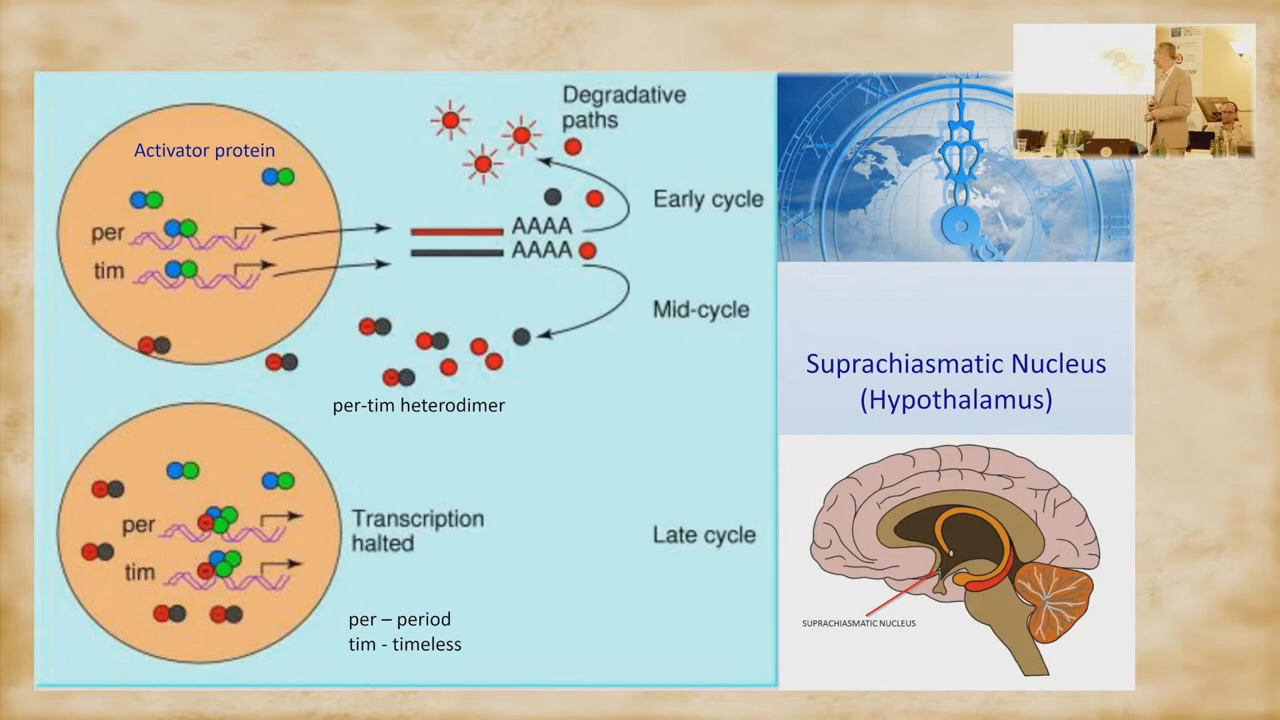 Degradative
paths
Activator protein
Early cycle
per
AAAA
tim
AAAA
Mid-cycle
per-tim heterodimer
per
Transcription
halted
Late cycle
tim
per – period
tim - timeless
Suprachiasmatic Nucleus
(Hypothalamus)
SUPRACHIASMATIC NUCLEUS